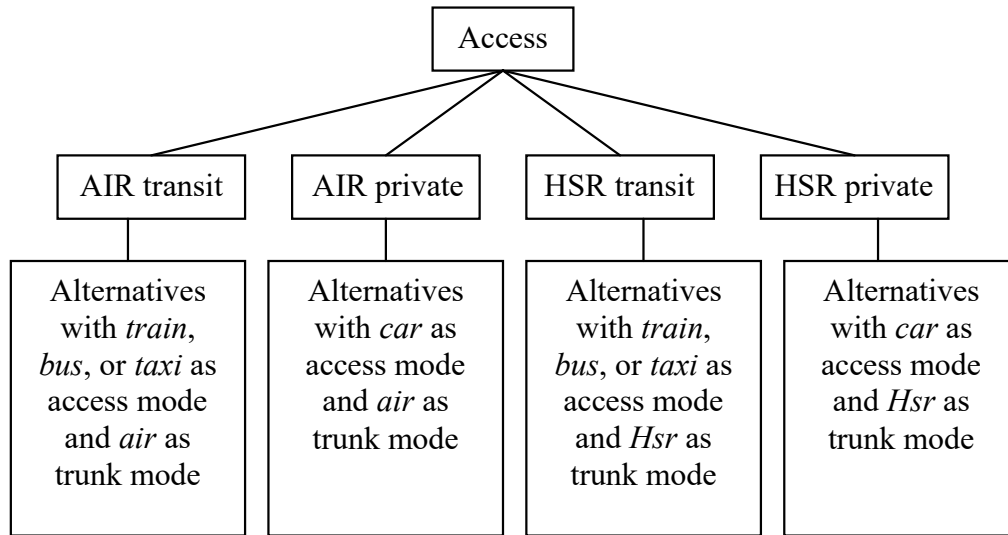 Access
AIR transit
AIR private
HSR transit
HSR private
Alternatives
with train,
bus, or taxi as
access mode
and air as
trunk mode
Alternatives
with car as
access mode
and air as
trunk mode
Alternatives
with train,
bus, or taxi as
access mode
and Hsr as
trunk mode
Alternatives
with car as
access mode
and Hsr as
trunk mode